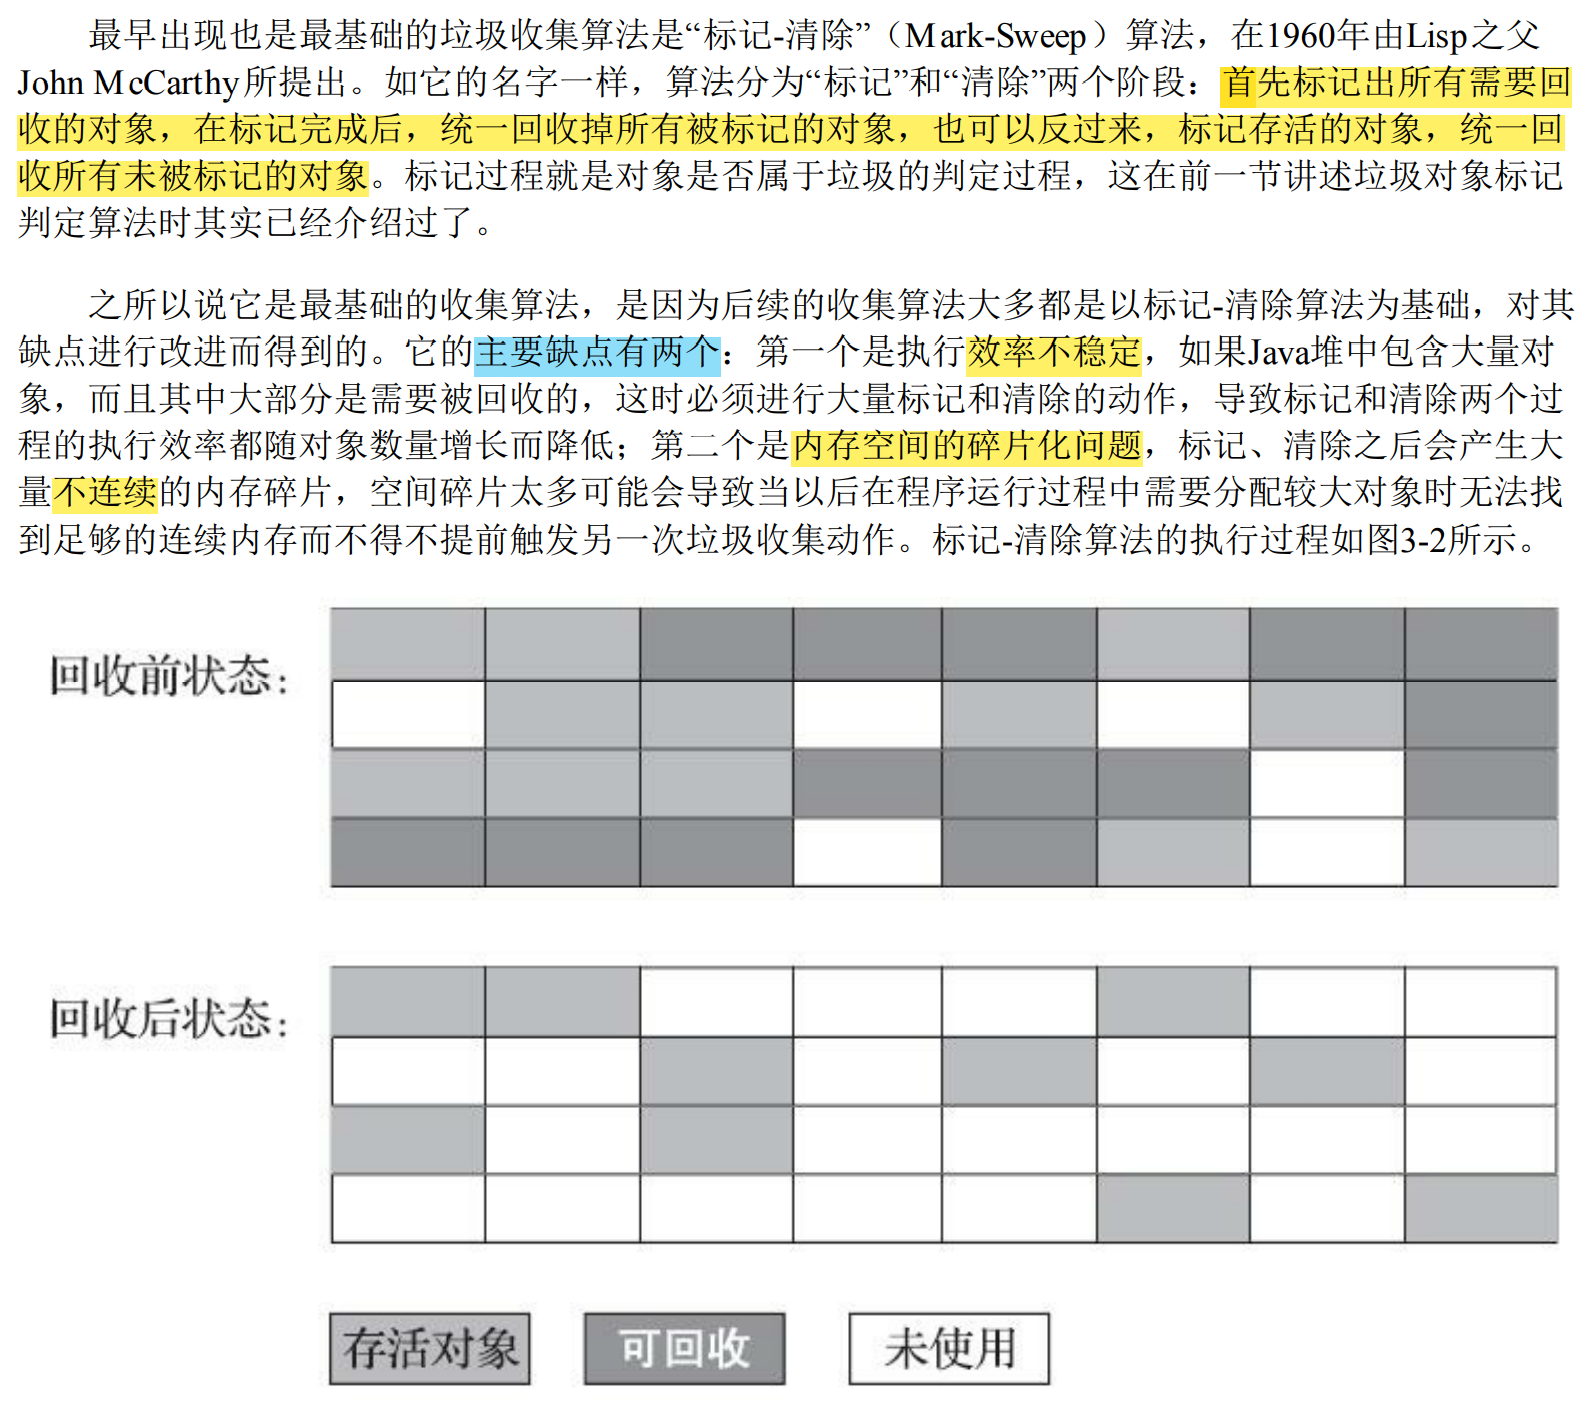 最早出现也是最基础的垃圾收集算法是“标记-清除”（Mark-Sweep）算法，在1960年由Lisp之父
John McCarthy所提出。如它的名字一样，算法分为“标记”和“清除”两个阶段：首先标记出所有需要回
收的对象，在标记完成后，统一回收掉所有被标记的对象，也可以反过来，标记存活的对象，统一回
收所有未被标记的对象。标记过程就是对象是否属于垃圾的判定过程，这在前一节讲述垃圾对象标记
判定算法时其实已经介绍过了。
之所以说它是最基础的收集算法，是因为后续的收集算法大多都是以标记-清除算法为基础，对其
缺点进行改进而得到的。它的主要缺点有两个：第一个是执行效率不稳定，如果Java堆中包含大量对
象，而且其中大部分是需要被回收的，这时必须进行大量标记和清除的动作，导致标记和清除两个过
程的执行效率都随对象数量增长而降低；第二个是内存空间的碎片化问题，标记、清除之后会产生大
量不连续的内存碎片，空间碎片太多可能会导致当以后在程序运行过程中需要分配较大对象时无法找
到足够的连续内存而不得不提前触发另一次垃圾收集动作。标记-清除算法的执行过程如图3-2所示。
回收前状态：
回收后状态：
存活对象
可回收
未使用